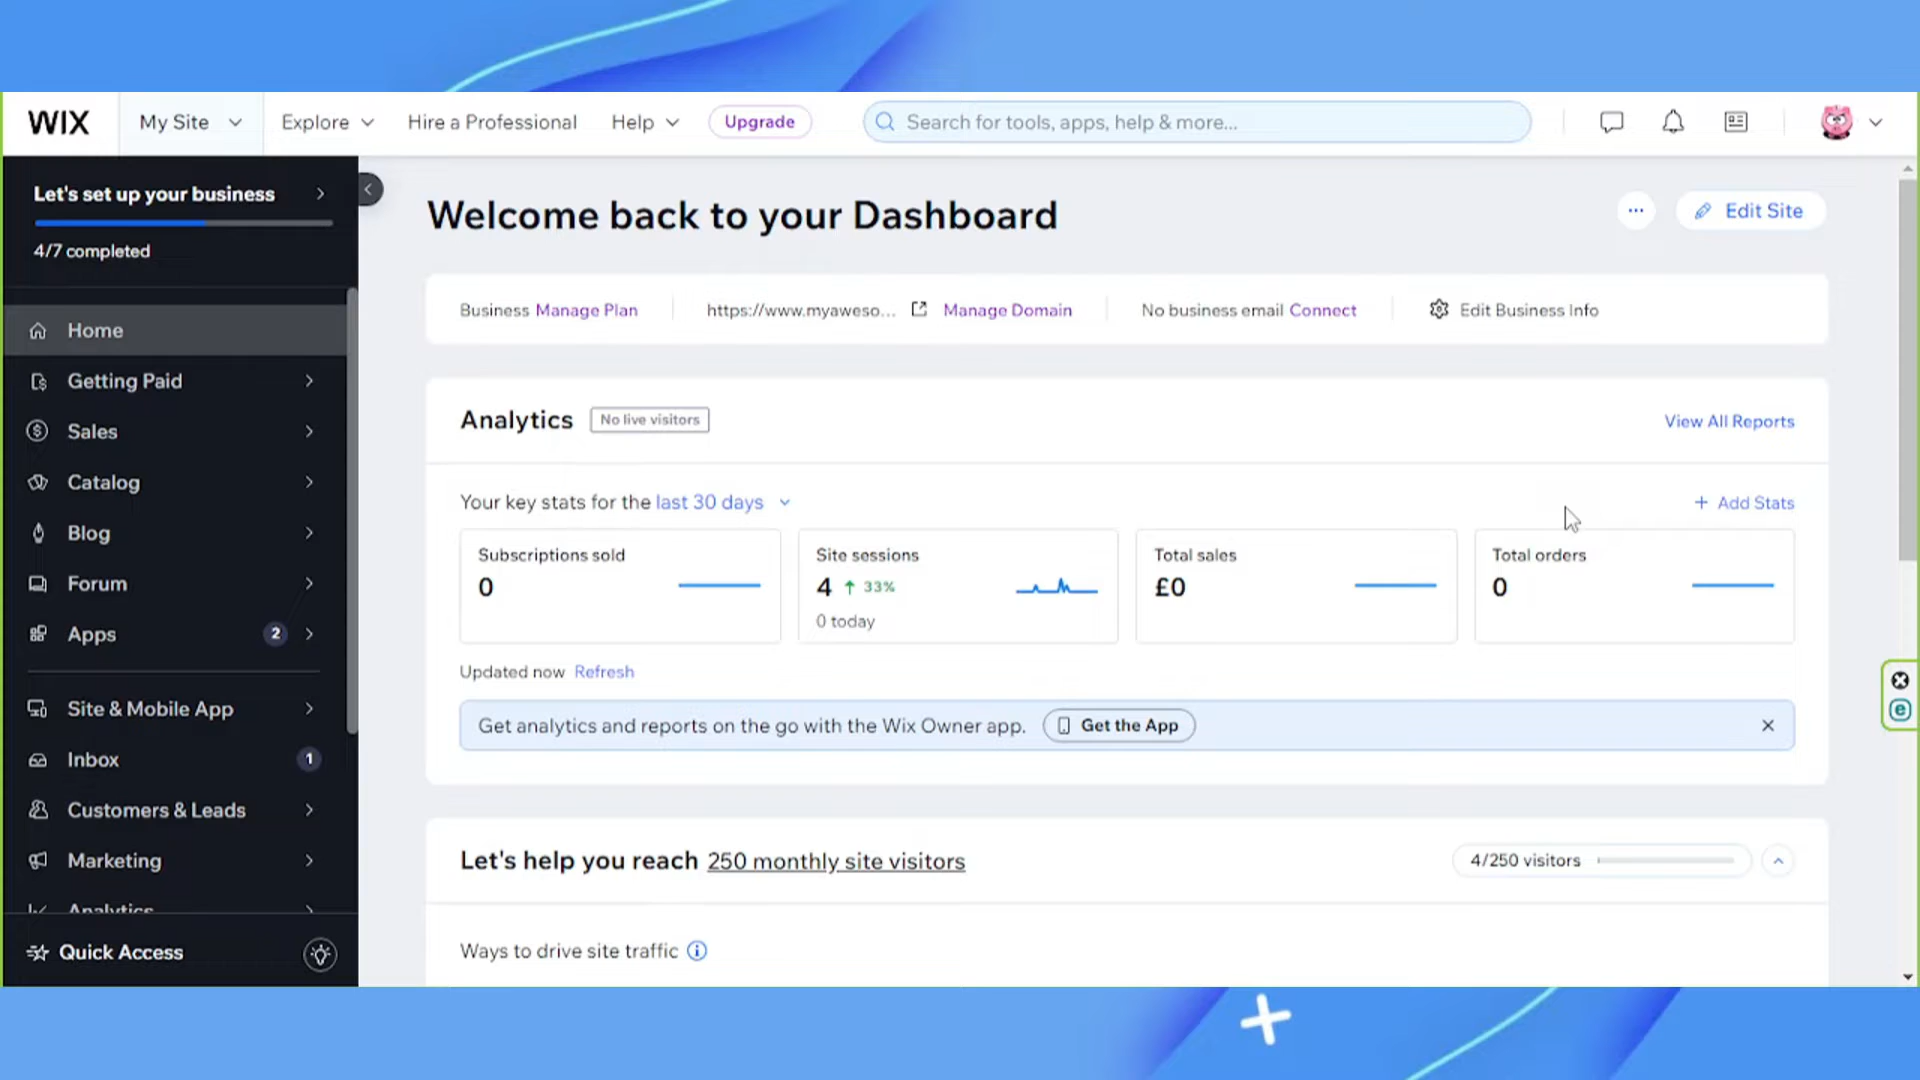 WIX
My Site
Explore
Hire a Professional
Help
Upgrade
Search for tools, apps, help & more...
Let's set up your business
4/7 completed
Home
Getting Paid
Sales
Catalog
Blog
Forum
Apps
2
Site & Mobile App
Inbox
1
Customers & Leads
Marketing
Analytics
Quick Access
Welcome back to your Dashboard
Edit Site
Business Manage Plan
https://www.myaweso... Manage Domain
No business email Connect
Edit Business Info
Analytics
No live visitors
View All Reports
Your key stats for the last 30 days
+ Add Stats
Subscriptions sold
0
Site sessions
4 ↑ 33%
0 today
Total sales
£0
Total orders
0
Updated now Refresh
Get analytics and reports on the go with the Wix Owner app.
Get the App
Let's help you reach 250 monthly site visitors
4/250 visitors
Ways to drive site traffic